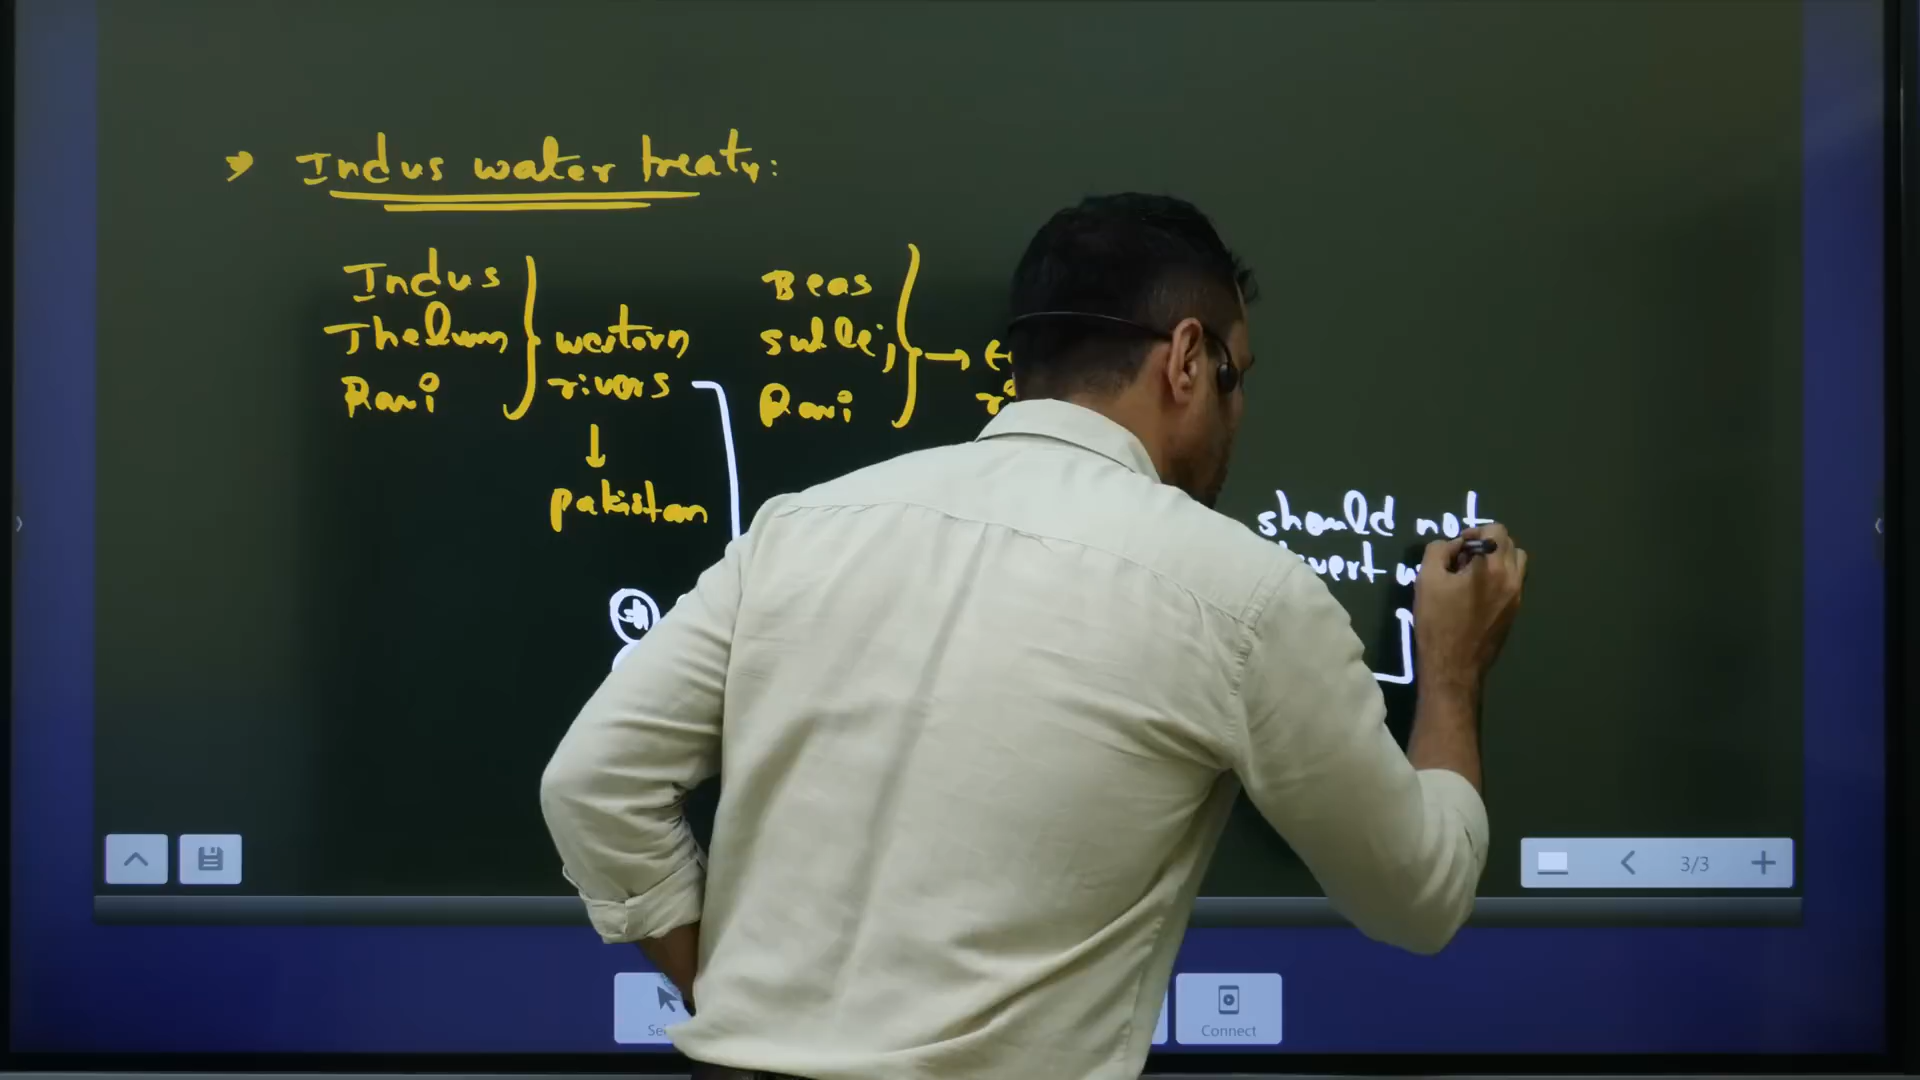 Indus water treaty:
Indus
Jhelum
Ravi
western
rivers
pakistan
Beas
sutlej
Ravi
should not
3/3
Connect